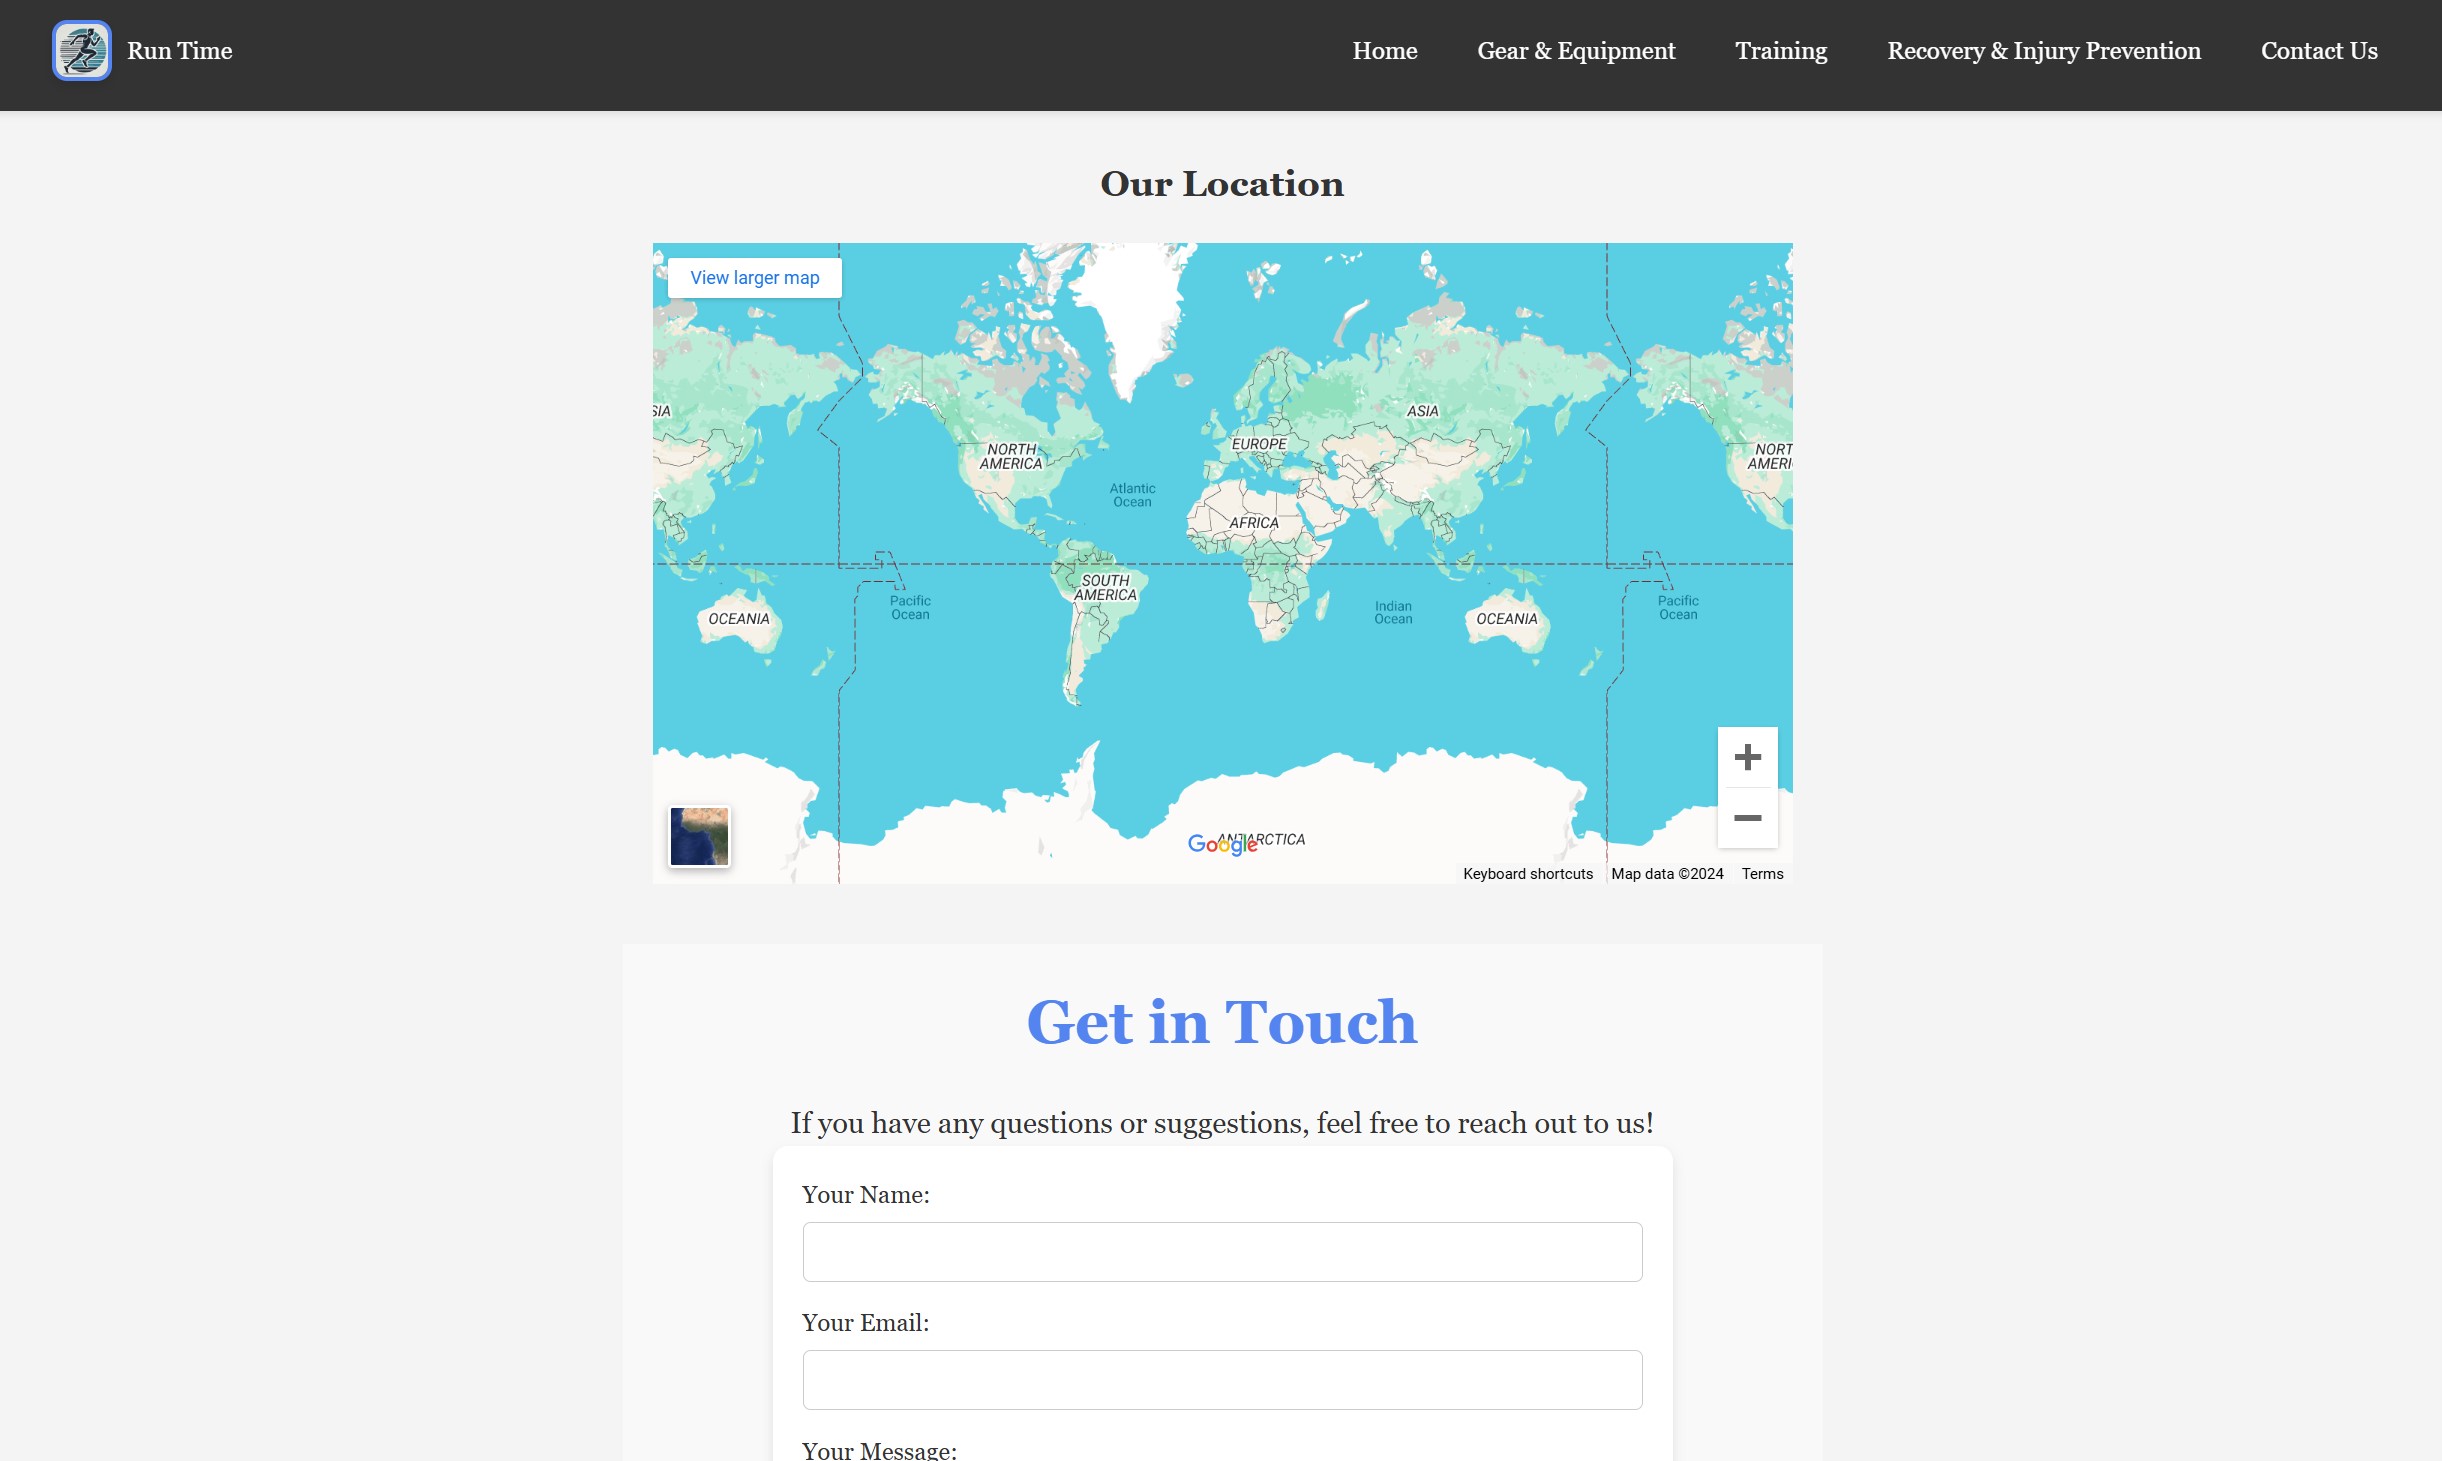 Run Time
Home
Gear & Equipment
Training
Recovery & Injury Prevention
Contact Us
Our Location
View larger map
SIA
NORTH
AMERICA
Atlantic
Ocean
EUROPE
ASIA
NORT
AMERI
AFRICA
SOUTH
AMERICA
OCEANIA
Pacific
Ocean
Indian
Ocean
OCEANIA
Pacific
Ocean
ANTARCTICA
Google
Keyboard shortcuts
Map data ©2024
Terms
Get in Touch
If you have any questions or suggestions, feel free to reach out to us!
Your Name:
Your Email:
Your Message: